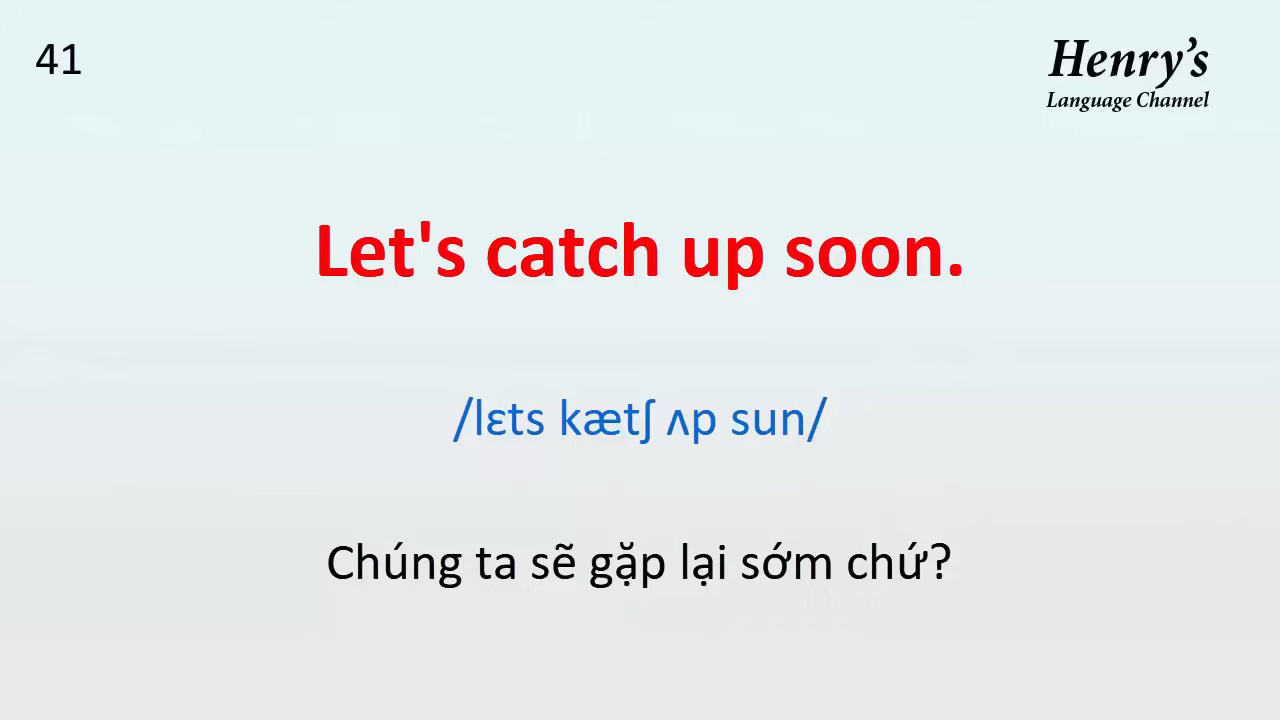 41
Henry's
Language Channel
Let's catch up soon.
/lɛts kætʃ ʌp sun/
Chúng ta sẽ gặp lại sớm chứ?